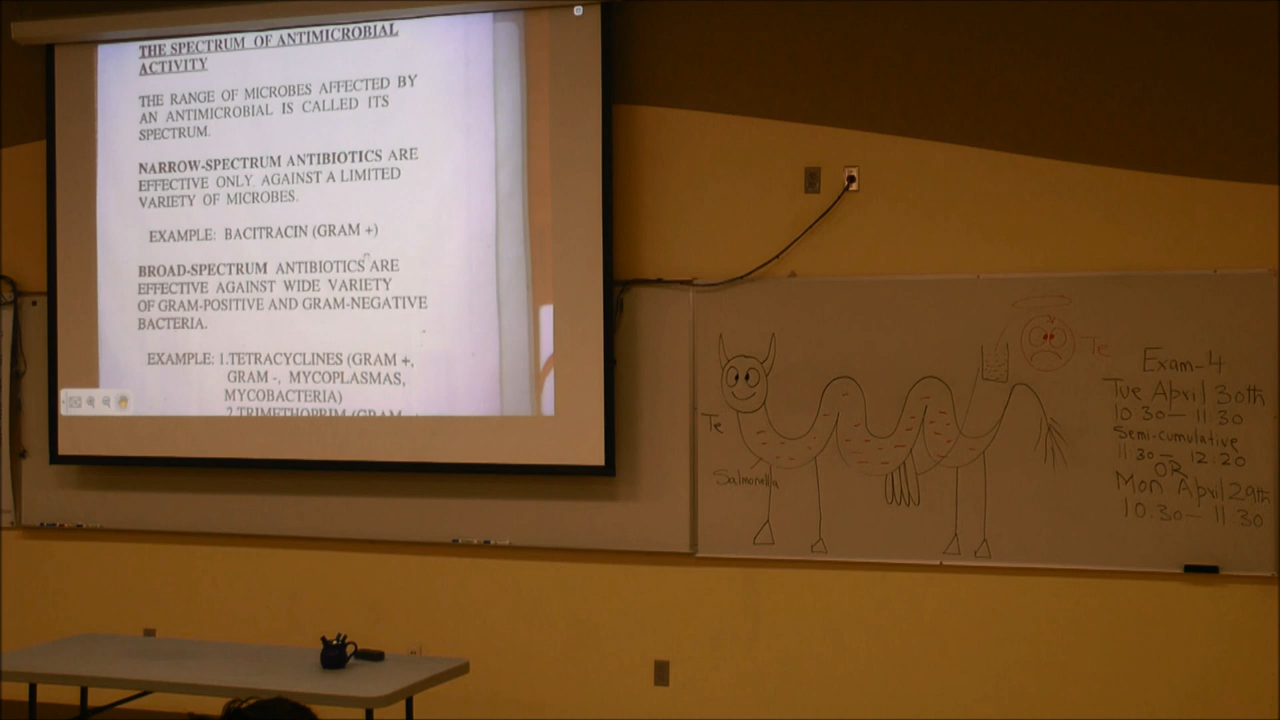 THE SPECTRUM OF ANTIMICROBIAL
ACTIVITY
THE RANGE OF MICROBES AFFECTED BY
AN ANTIMICROBIAL IS CALLED ITS
SPECTRUM.
NARROW-SPECTRUM ANTIBIOTICS ARE
EFFECTIVE ONLY AGAINST A LIMITED
VARIETY OF MICROBES.
EXAMPLE: BACITRACIN (GRAM +)
BROAD-SPECTRUM ANTIBIOTICS ARE
EFFECTIVE AGAINST WIDE VARIETY
OF GRAM-POSITIVE AND GRAM-NEGATIVE
BACTERIA.
EXAMPLE: 1.TETRACYCLINES (GRAM +,
GRAM -, MYCOPLASMAS,
MYCOBACTERIA)
2.TRIMETHOPRIM (GRAM
Te
Salmonella
Te
Exam-4
Tue April 30th
10 30 — 11 30
Semi-cumulative
11 30 — 12:20
OR
Mon April 29th
10.30 — 11 30